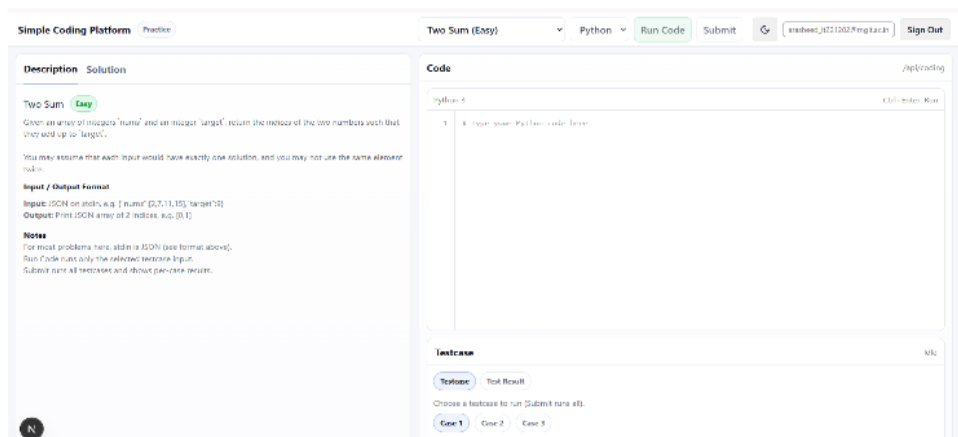 Simple Coding Platform Practice
Two Sum (Easy) Python Run Code Submit Sign Out
Description Solution
Two Sum Easy
Given an array of integers `nums` and an integer `target`, return the indices of the two numbers such that
they add up to `target`.
You may assume that each input would have exactly one solution, and you may not use the same element
twice.
Input / Output Format
Input: JSON on stdin, e.g. {"nums":[2,7,11,15],"target":9}
Output: Print JSON array of 2 indices, e.g. [0,1]
Notes
For most problems here, stdin is JSON (see format above).
Run Code runs only the selected testcase input.
Submit runs all testcases and shows per-case results.
N
Code /api/coding
Python 3 Ctrl+Enter Run
1 # Type your Python code here
Testcase Idle
Testcase Test Result
Choose a testcase to run (Submit runs all).
Case 1 Case 2 Case 3